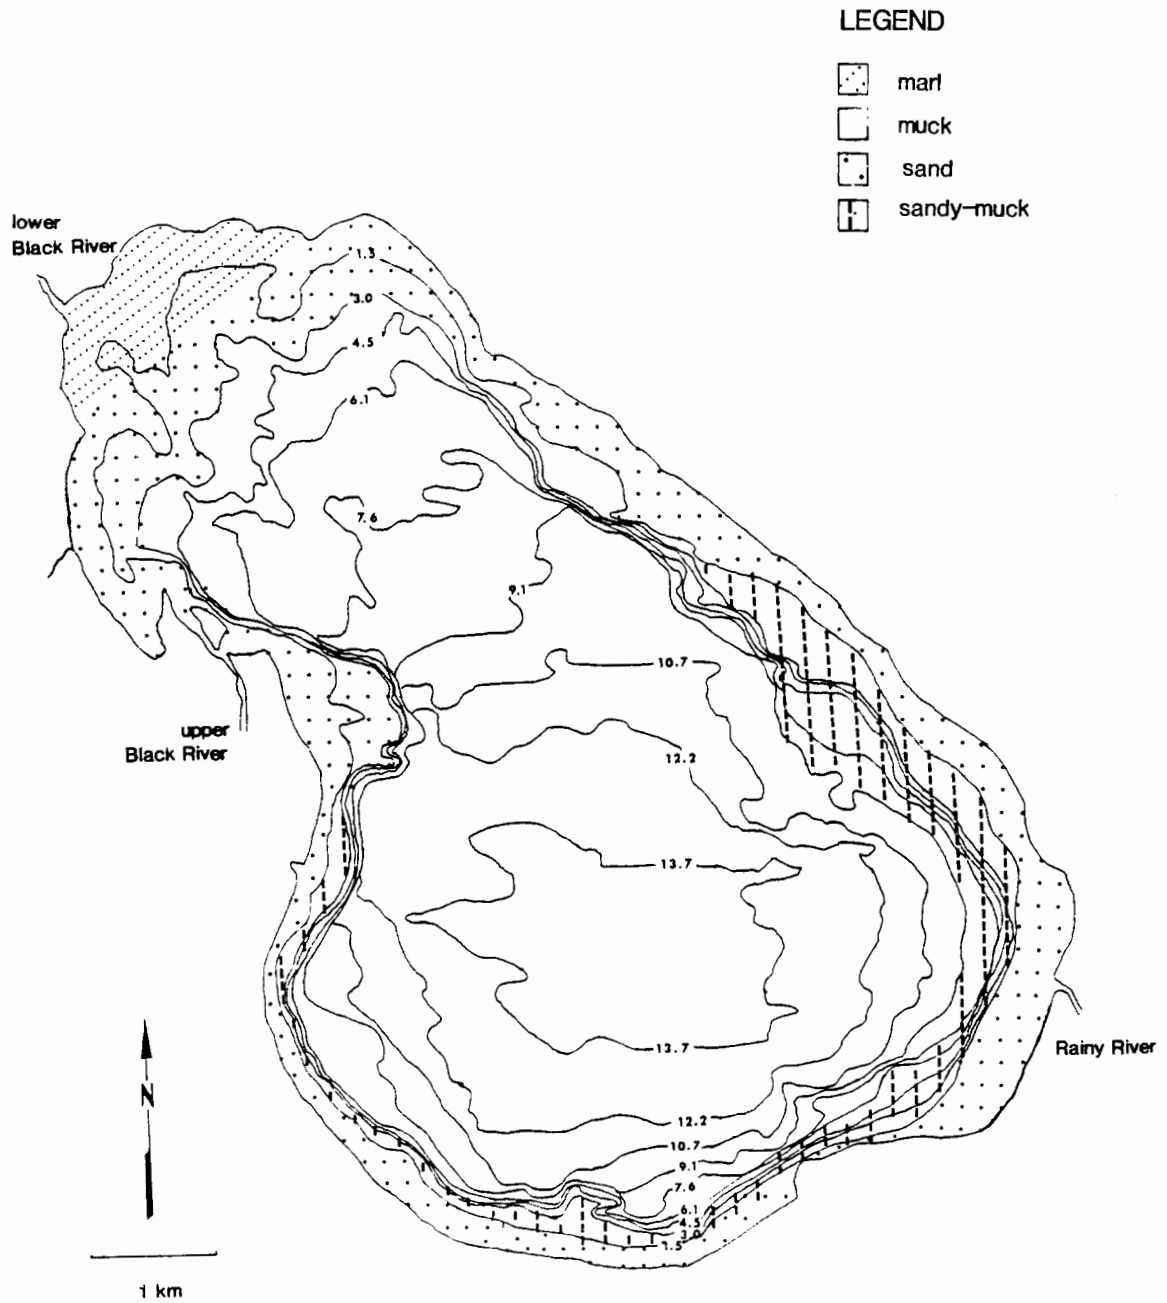 LEGEND
marl
muck
sand
sandy-muck
lower
Black River
1.3
3.0
4.5
6.1
7.6
9.1
10.7
upper
Black River
12.2
13.7
13.7
Rainy River
N
12.2
10.7
9.1
7.6
6.1
4.5
3.0
1.5
1 km